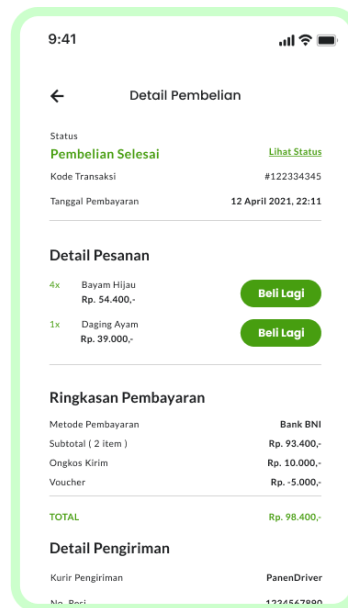 9:41
Detail Pembelian
Status
Pembelian Selesai Lihat Status
Kode Transaksi #122334345
Tanggal Pembayaran 12 April 2021, 22:11
Detail Pesanan
4x Bayam Hijau
Rp. 54.400,- Beli Lagi
1x Daging Ayam
Rp. 39.000,- Beli Lagi
Ringkasan Pembayaran
Metode Pembayaran Bank BNI
Subtotal ( 2 item ) Rp. 93.400,-
Ongkos Kirim Rp. 10.000,-
Voucher Rp. -5.000,-
TOTAL Rp. 98.400,-
Detail Pengiriman
Kurir Pengiriman PanenDriver
No. Resi 1234567890